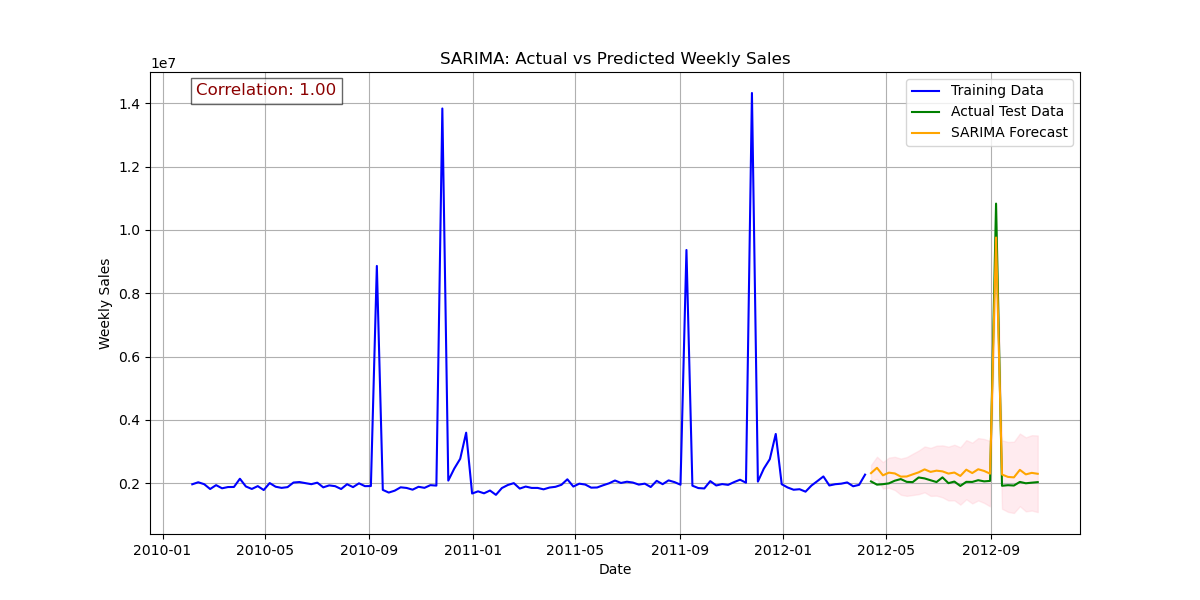 SARIMA: Actual vs Predicted Weekly Sales
1e7
Correlation: 1.00
Training Data
Actual Test Data
SARIMA Forecast
1.4
1.2
1.0
0.8
0.6
0.4
0.2
Weekly Sales
2010-01 2010-05 2010-09 2011-01 2011-05 2011-09 2012-01 2012-05 2012-09
Date